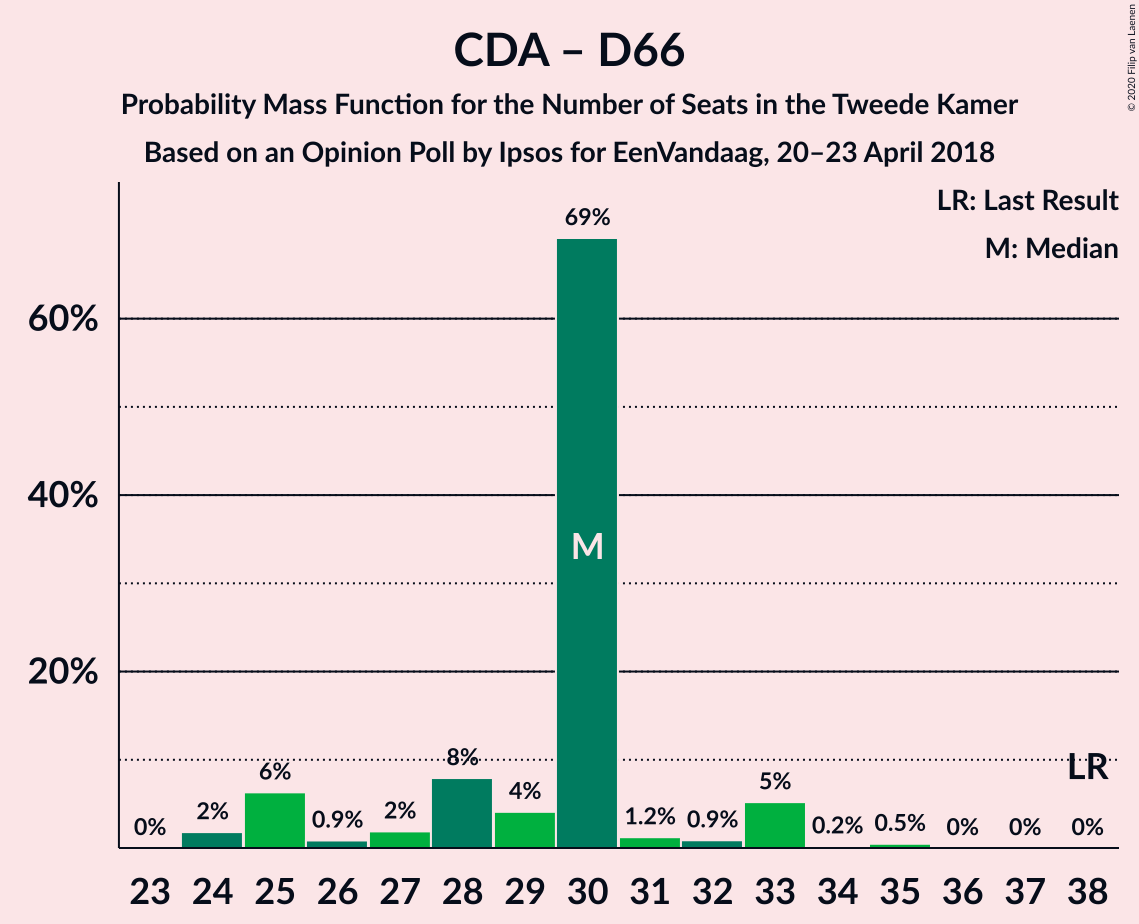 CDA – D66
Probability Mass Function for the Number of Seats in the Tweede Kamer
Based on an Opinion Poll by Ipsos for EenVandaag, 20–23 April 2018
© 2020 Filip van Laenen
LR: Last Result
M: Median
60%
40%
20%
0%
2%
6%
0.9%
2%
8%
4%
69%
M
1.2%
0.9%
5%
0.2%
0.5%
0%
0%
0%
LR
23 24 25 26 27 28 29 30 31 32 33 34 35 36 37 38